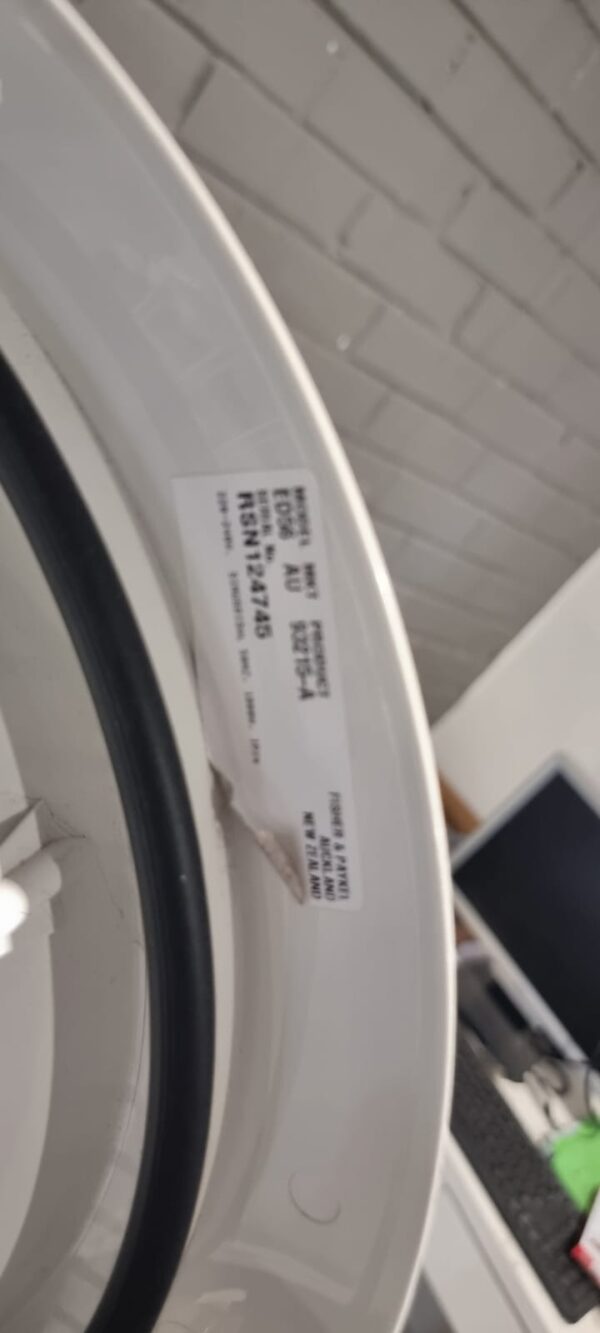 MODEL MKT PRODUCT
ED56 AU 93215-A
SERIAL No.
RSN124745
FISHER & PAYKEL
AUCKLAND
NEW ZEALAND